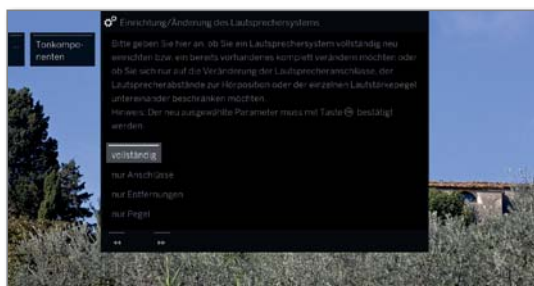 Einrichtung/Änderung des Lautsprechersystems
...
Tonkompo-
nenten
Bitte geben Sie hier an, ob Sie ein Lautsprechersystem vollständig neu
einrichten bzw. ein bereits vorhandenes komplett verändern möchten oder
ob Sie sich nur auf die Veränderung der Lautsprecheranschlüsse, der
Lautsprecherabstände zur Hörposition oder der einzelnen Lautstärkepegel
untereinander beschränken möchten.
Hinweis: Der neu ausgewählte Parameter muss mit Taste OK bestätigt
werden.
vollständig
nur Anschlüsse
nur Entfernungen
nur Pegel